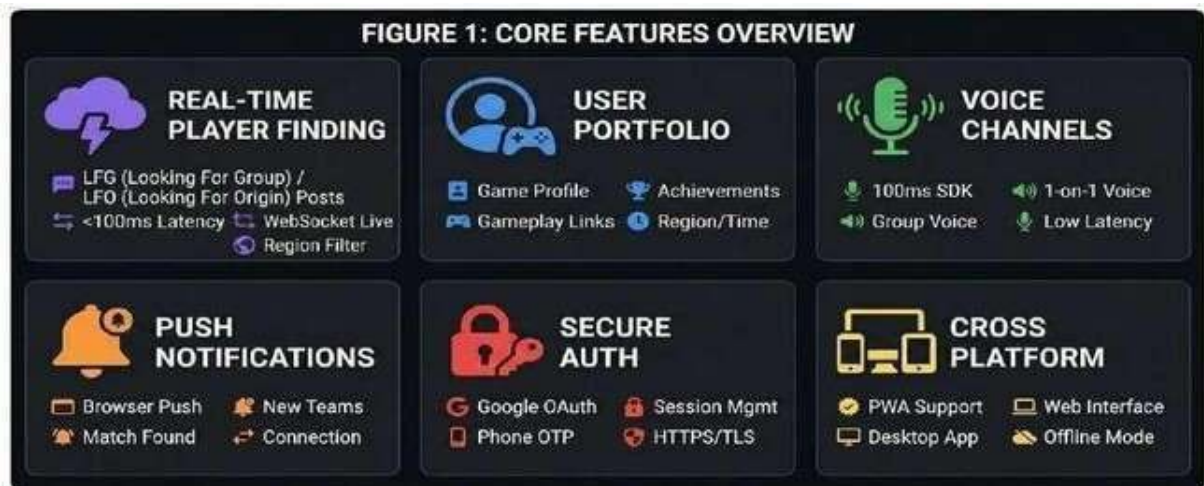 FIGURE 1: CORE FEATURES OVERVIEW
REAL-TIME
PLAYER FINDING
LFG (Looking For Group) /
LFO (Looking For Origin) Posts
<100ms Latency
WebSocket Live
Region Filter
USER
PORTFOLIO
Game Profile
Achievements
Gameplay Links
Region/Time
VOICE
CHANNELS
100ms SDK
1-on-1 Voice
Group Voice
Low Latency
PUSH
NOTIFICATIONS
Browser Push
New Teams
Match Found
Connection
SECURE
AUTH
Google OAuth
Session Mgmt
Phone OTP
HTTPS/TLS
CROSS
PLATFORM
PWA Support
Web Interface
Desktop App
Offline Mode